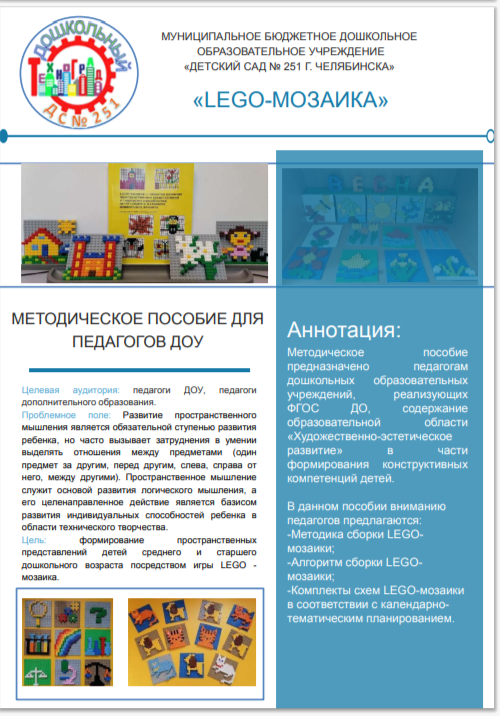 ДОШКОЛЬНЫЙ
ТЕХНОГРАД
ДС № 251
МУНИЦИПАЛЬНОЕ БЮДЖЕТНОЕ ДОШКОЛЬНОЕ
ОБРАЗОВАТЕЛЬНОЕ УЧРЕЖДЕНИЕ
«ДЕТСКИЙ САД № 251 Г. ЧЕЛЯБИНСКА»
«LEGO-МОЗАИКА»
ВЕСНА
МЕТОДИЧЕСКОЕ ПОСОБИЕ ДЛЯ
ПЕДАГОГОВ ДОУ
Целевая аудитория: педагоги ДОУ, педагоги
дополнительного образования.
Проблемное поле: Развитие пространственного
мышления является обязательной ступенью развития
ребенка, но часто вызывает затруднения в умении
выделять отношения между предметами (один
предмет за другим, перед другим, слева, справа от
него, между другими). Пространственное мышление
служит основой развития логического мышления, а
его целенаправленное действие является базисом
развития индивидуальных способностей ребенка в
области технического творчества.
Цель: формирование пространственных
представлений детей среднего и старшего
дошкольного возраста посредством игры LEGO -
мозаика.
Аннотация:
Методическое пособие
предназначено педагогам
дошкольных образовательных
учреждений, реализующих
ФГОС ДО, содержание
образовательной области
«Художественно-эстетическое
развитие» в части
формирования конструктивных
компетенций детей.
В данном пособии вниманию
педагогов предлагаются:
-Методика сборки LEGO-
мозаики;
-Алгоритм сборки LEGO-
мозаики;
-Комплекты схем LEGO-мозаики
в соответствии с календарно-
тематическим планированием.